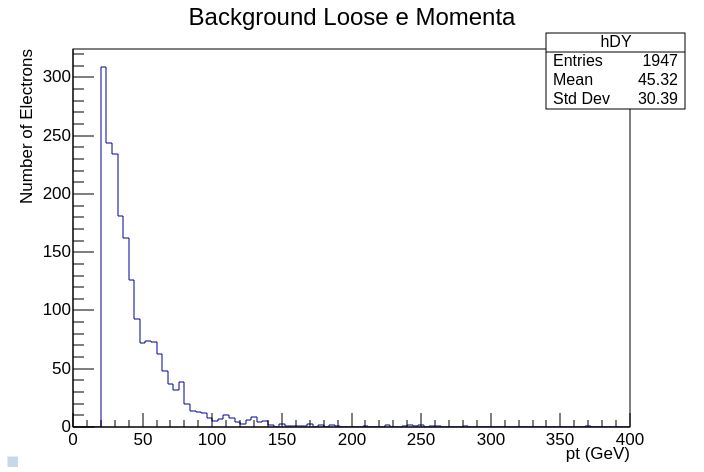 Background Loose e Momenta
hDY
Entries 1947
Mean 45.32
Std Dev 30.39
Number of Electrons
300
250
200
150
100
50
0
0 50 100 150 200 250 300 350 400
pt (GeV)